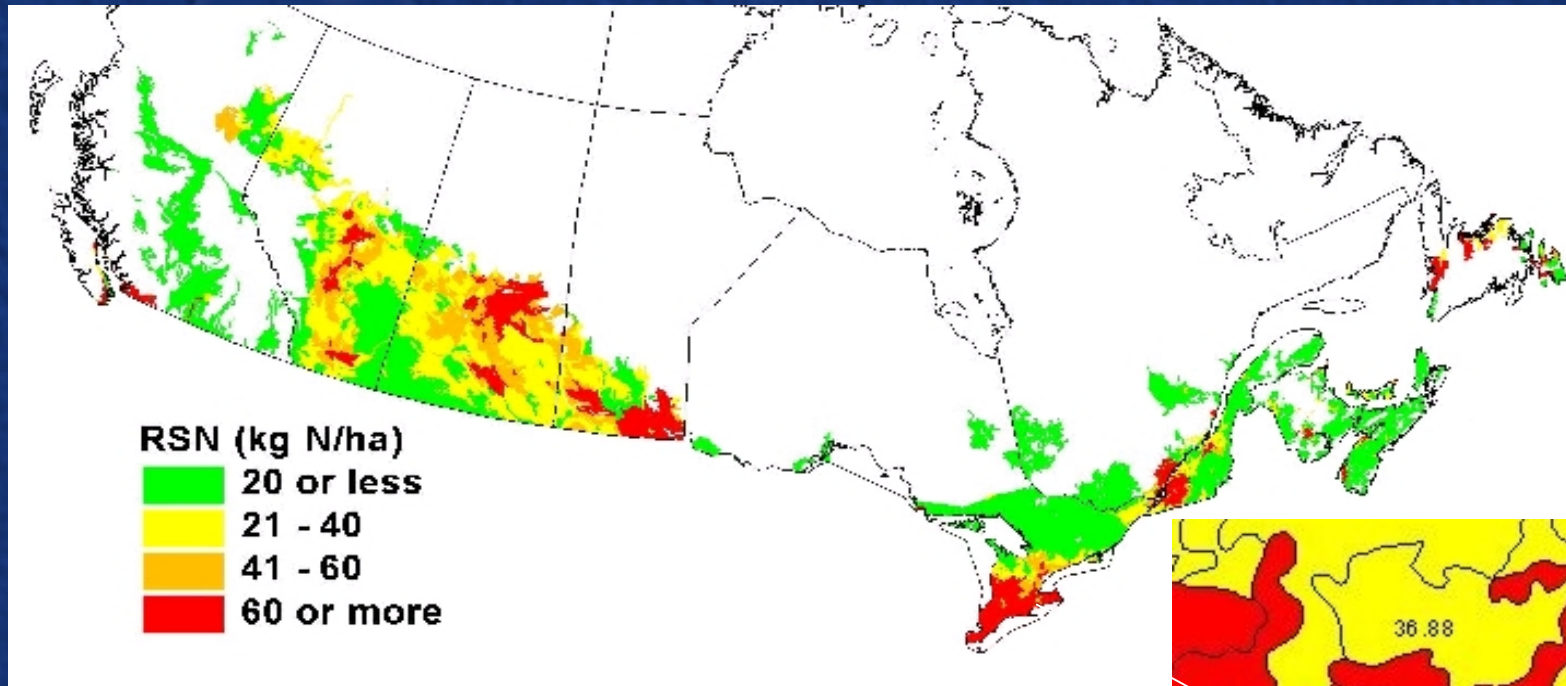 RSN (kg N/ha)
20 or less
21 - 40
41 - 60
60 or more
36.88